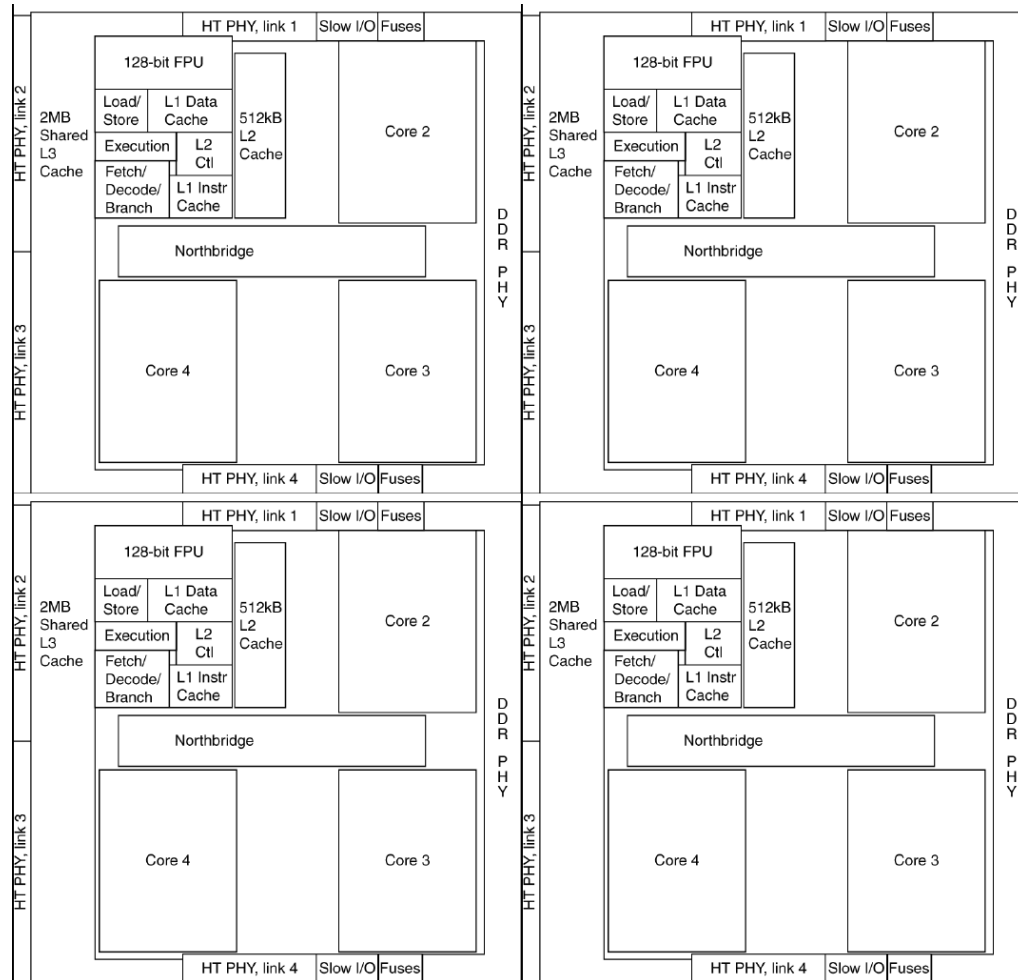 HT PHY, link 1
Slow I/O
Fuses
HT PHY, link 2
2MB
Shared
L3
Cache
128-bit FPU
Load/
Store
L1 Data
Cache
Execution
L2
Ctl
Fetch/
Decode/
Branch
L1 Instr
Cache
512kB
L2
Cache
Core 2
Northbridge
DDR PHY
HT PHY, link 3
Core 4
Core 3
HT PHY, link 4
Slow I/O
Fuses
HT PHY, link 1
Slow I/O
Fuses
HT PHY, link 2
2MB
Shared
L3
Cache
128-bit FPU
Load/
Store
L1 Data
Cache
Execution
L2
Ctl
Fetch/
Decode/
Branch
L1 Instr
Cache
512kB
L2
Cache
Core 2
Northbridge
DDR PHY
HT PHY, link 3
Core 4
Core 3
HT PHY, link 4
Slow I/O
Fuses
HT PHY, link 1
Slow I/O
Fuses
HT PHY, link 2
2MB
Shared
L3
Cache
128-bit FPU
Load/
Store
L1 Data
Cache
Execution
L2
Ctl
Fetch/
Decode/
Branch
L1 Instr
Cache
512kB
L2
Cache
Core 2
Northbridge
DDR PHY
HT PHY, link 3
Core 4
Core 3
HT PHY, link 4
Slow I/O
Fuses
HT PHY, link 1
Slow I/O
Fuses
HT PHY, link 2
2MB
Shared
L3
Cache
128-bit FPU
Load/
Store
L1 Data
Cache
Execution
L2
Ctl
Fetch/
Decode/
Branch
L1 Instr
Cache
512kB
L2
Cache
Core 2
Northbridge
DDR PHY
HT PHY, link 3
Core 4
Core 3
HT PHY, link 4
Slow I/O
Fuses